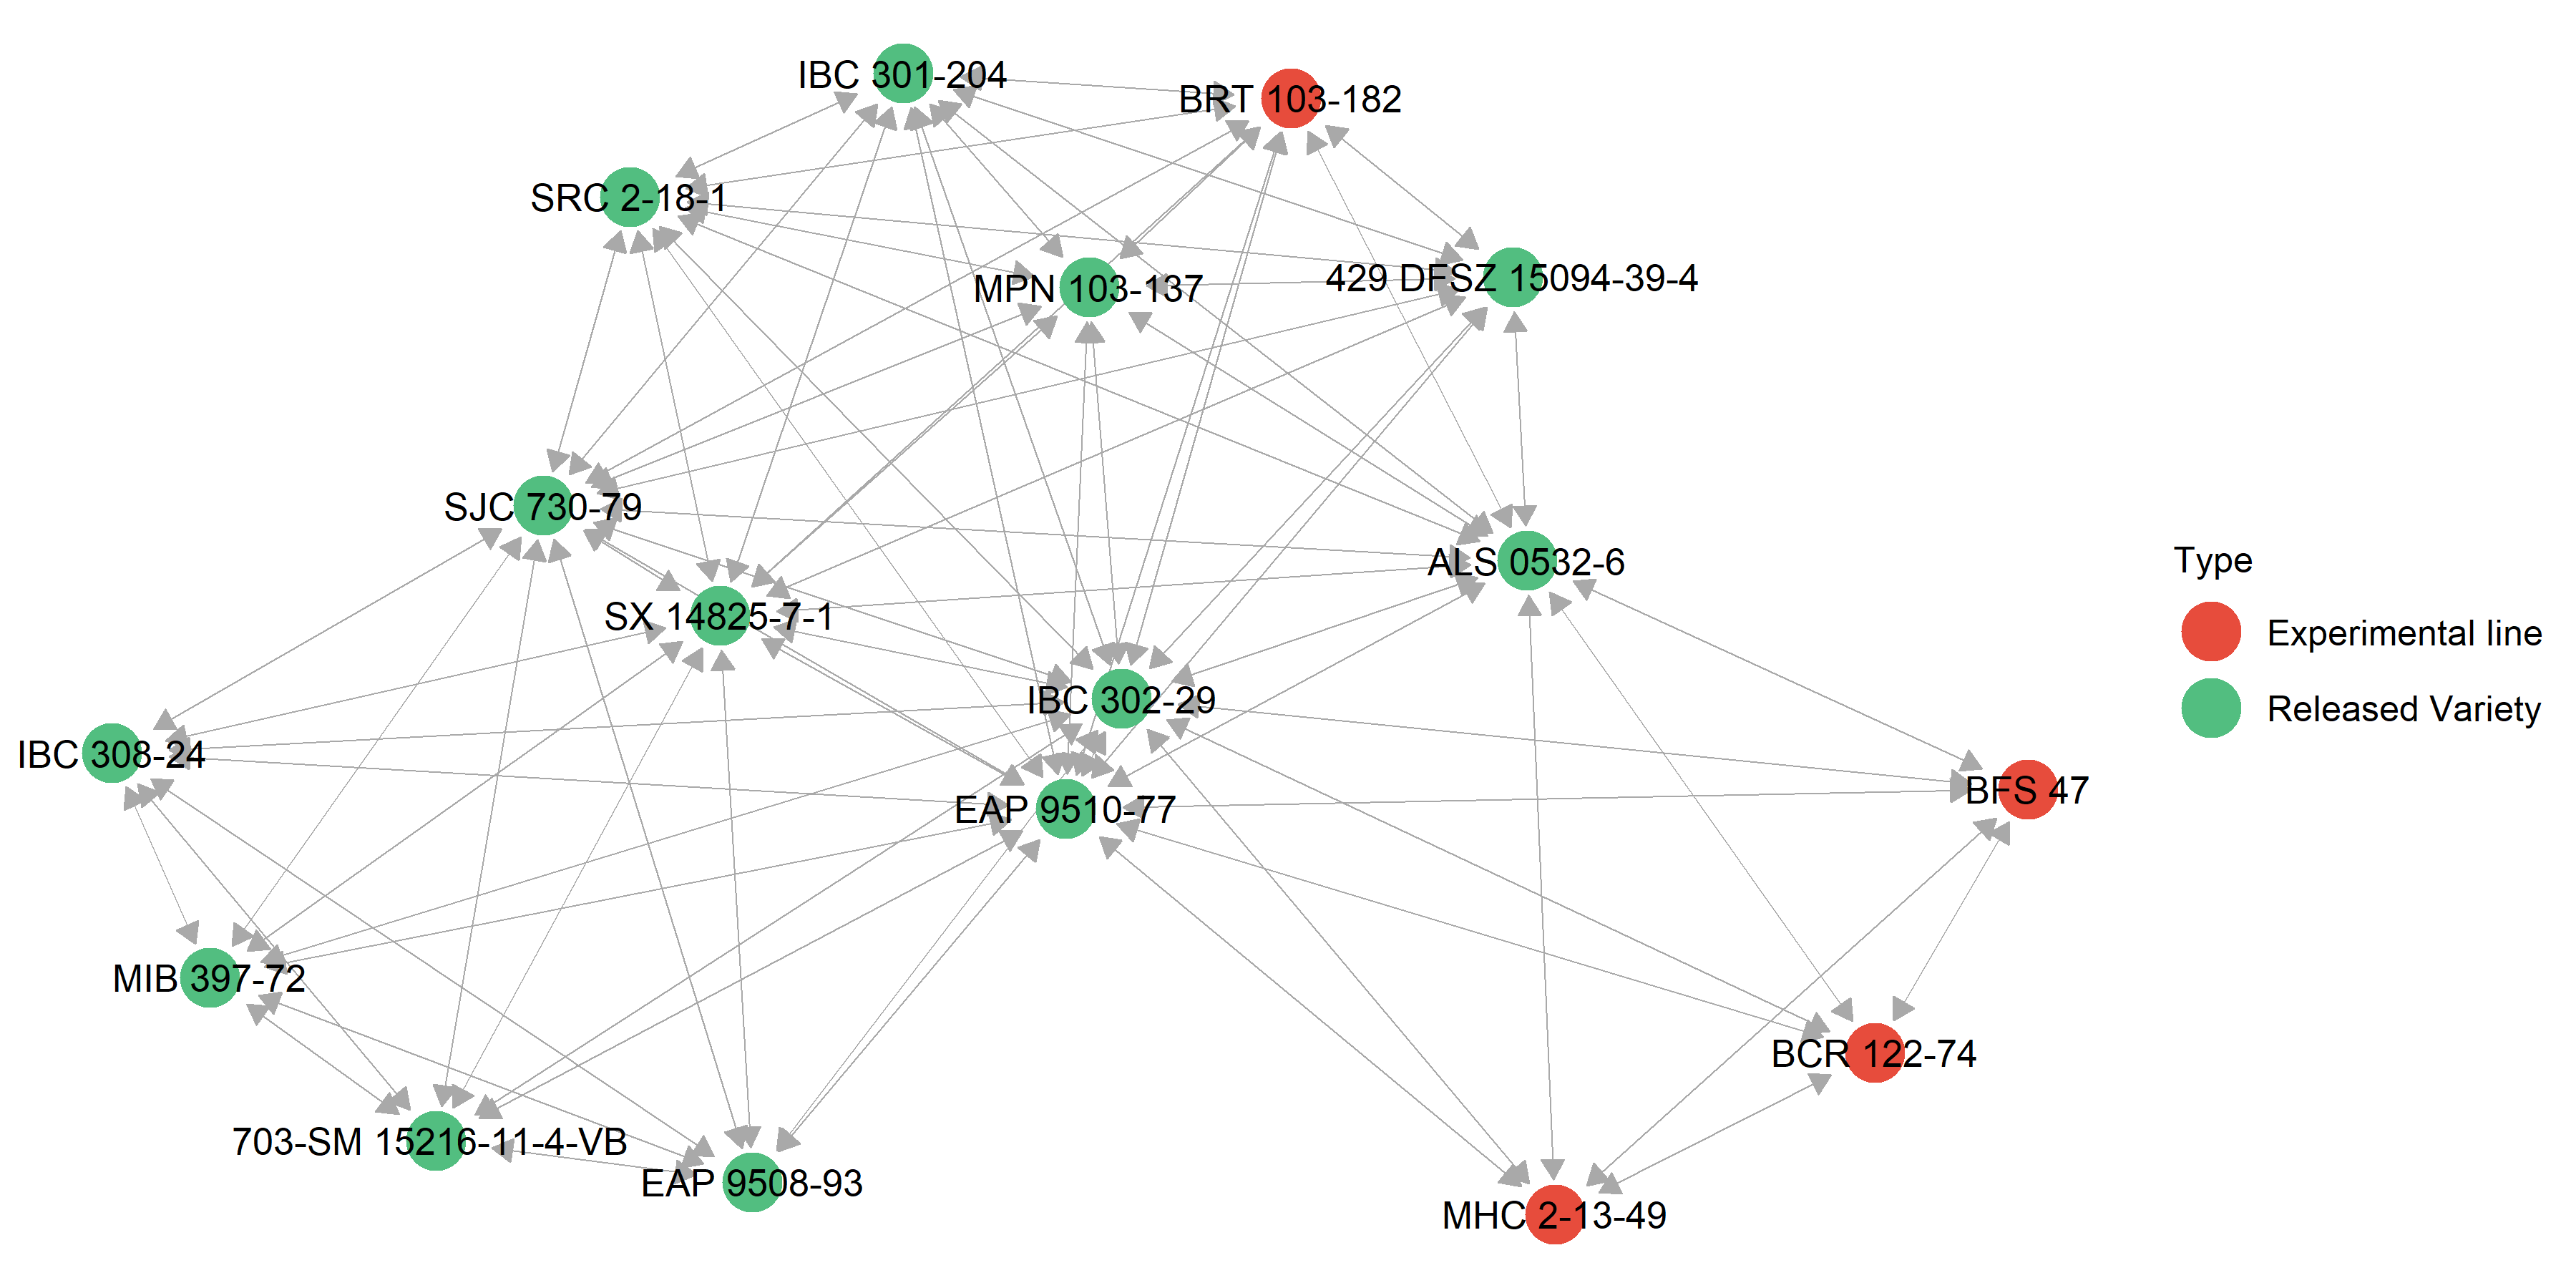 IBC 301-204
BRT 103-182
SRC 2-18-1
MPN 103-137
429 DFSZ 15094-39-4
SJC 730-79
ALS 0532-6
SX 14825-7-1
IBC 302-29
IBC 308-24
EAP 9510-77
BFS 47
MIB 397-72
BCR 122-74
703-SM 15216-11-4-VB
EAP 9508-93
MHC 2-13-49
Type
Experimental line
Released Variety